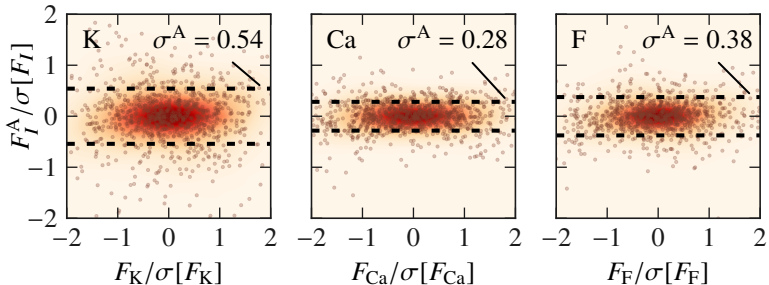 K σ^A = 0.54
Ca σ^A = 0.28
F σ^A = 0.38
F_I^A/σ[F_I]
2
1
0
−1
−2
−2 −1 0 1 2
−2 −1 0 1 2
−2 −1 0 1 2
F_K/σ[F_K]
F_Ca/σ[F_Ca]
F_F/σ[F_F]